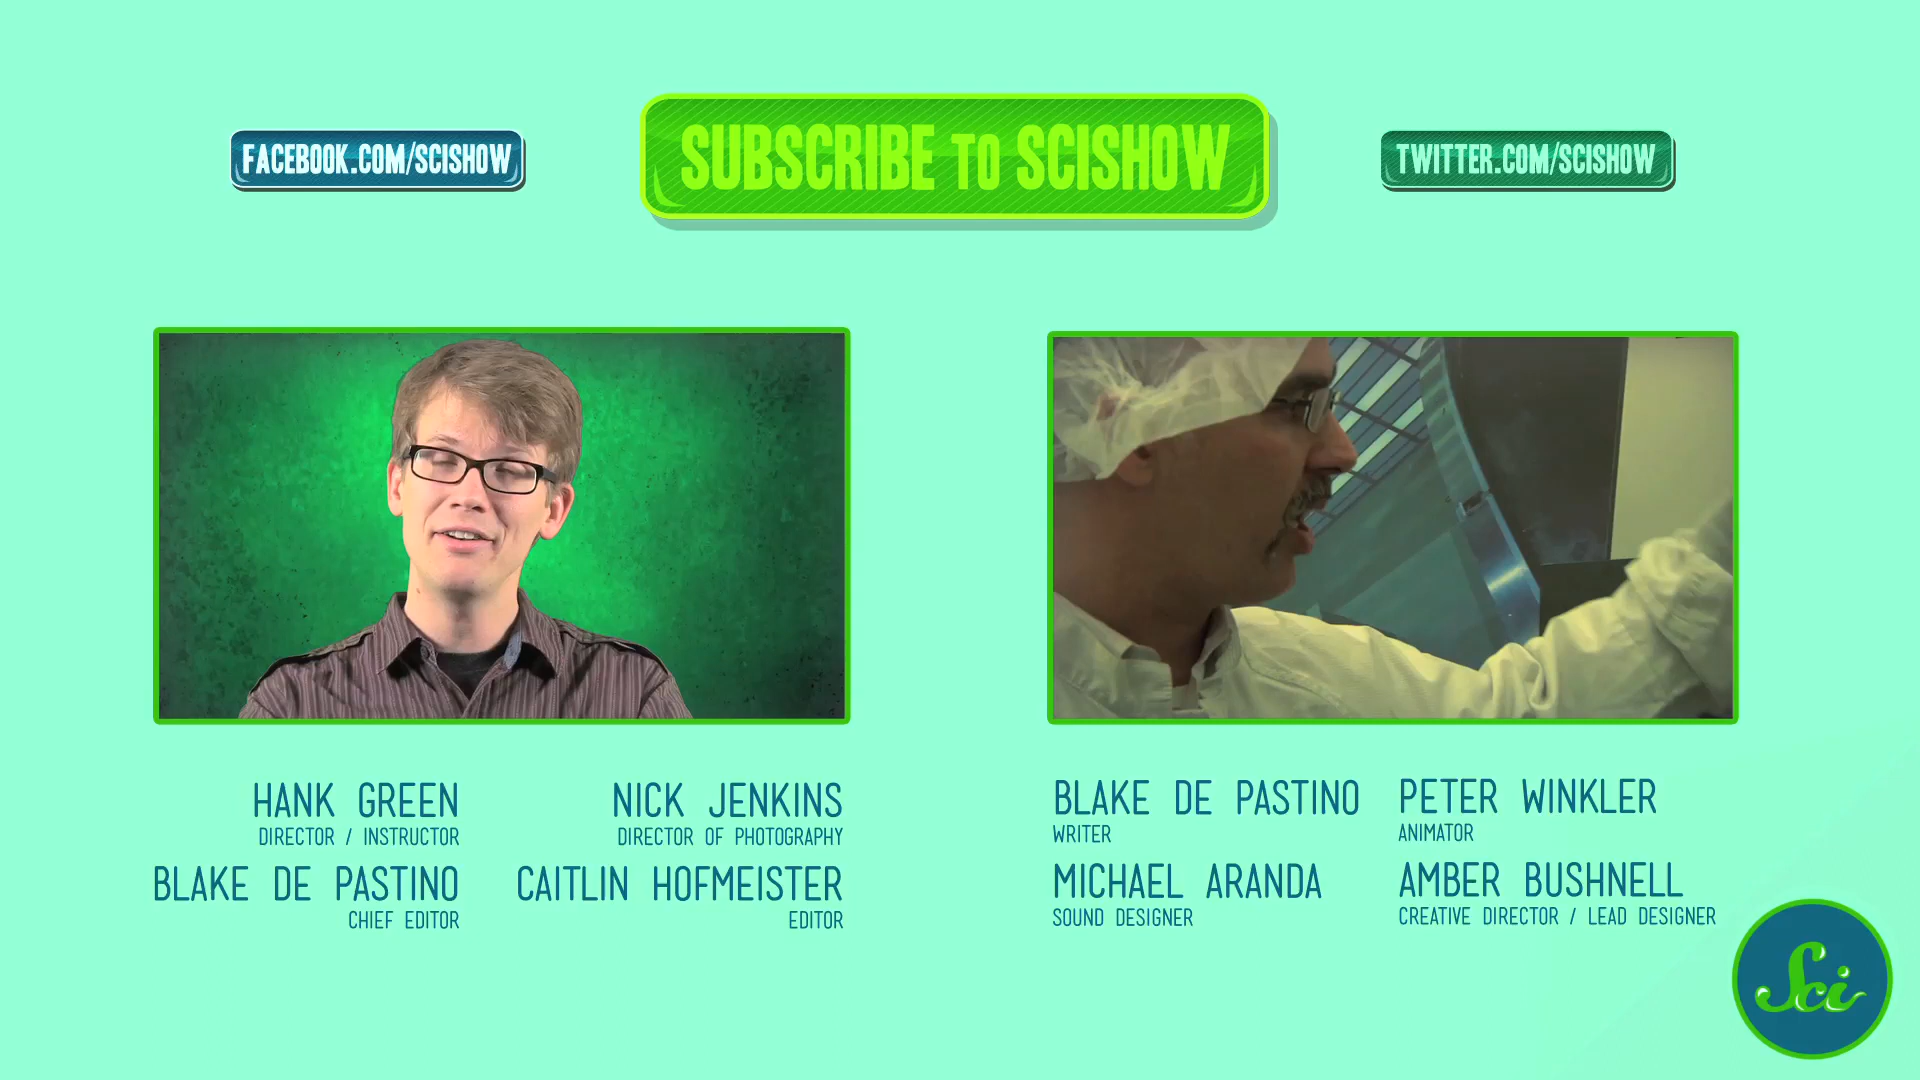 FACEBOOK.COM/SCISHOW
SUBSCRIBE TO SCISHOW
TWITTER.COM/SCISHOW
HANK GREEN
DIRECTOR / INSTRUCTOR
NICK JENKINS
DIRECTOR OF PHOTOGRAPHY
BLAKE DE PASTINO
CHIEF EDITOR
CAITLIN HOFMEISTER
EDITOR
BLAKE DE PASTINO
WRITER
PETER WINKLER
ANIMATOR
MICHAEL ARANDA
SOUND DESIGNER
AMBER BUSHNELL
CREATIVE DIRECTOR / LEAD DESIGNER
Sci